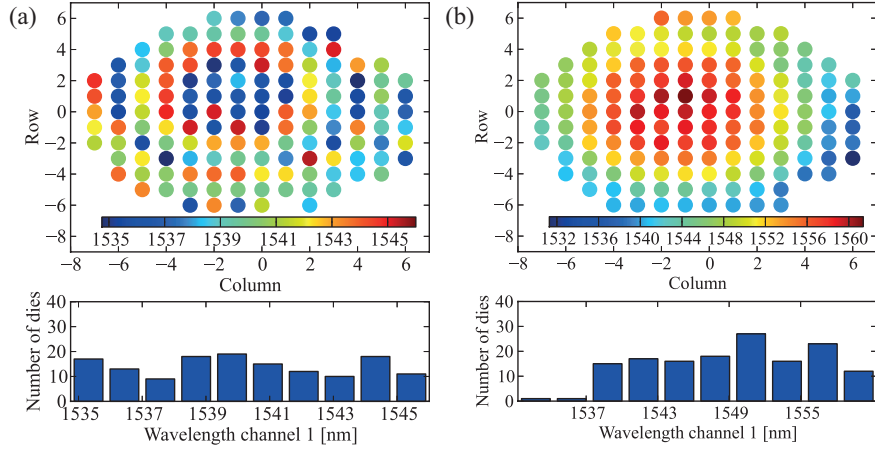 (a)
Row
6
4
2
0
−2
−4
−6
−8
1535 1537 1539 1541 1543 1545
−8 −6 −4 −2 0 2 4 6
Column
Number of dies
40
30
20
10
0
1535 1537 1539 1541 1543 1545
Wavelength channel 1 [nm]
(b)
Row
6
4
2
0
−2
−4
−6
−8
1532 1536 1540 1544 1548 1552 1556 1560
−8 −6 −4 −2 0 2 4 6
Column
Number of dies
40
30
20
10
0
1537 1543 1549 1555
Wavelength channel 1 [nm]